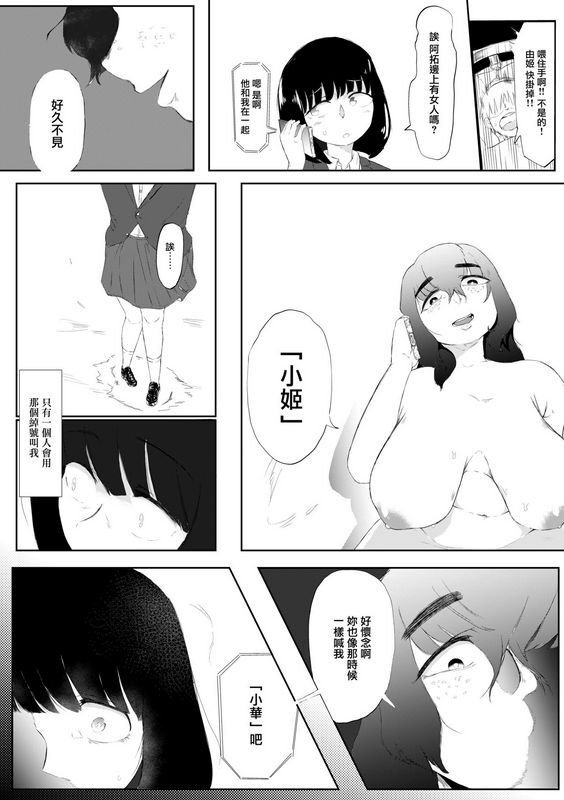 喂住手啊!!不是的!
由姬 快掛掉!!
誒 阿拓邊上有女人嗎?
嗯是啊
他和我在一起
好久不見
「小姬」
誒……
只有一個人會用
那個綽號叫我
好懷念啊
妳也像那時候
一樣喊我
「小華」吧